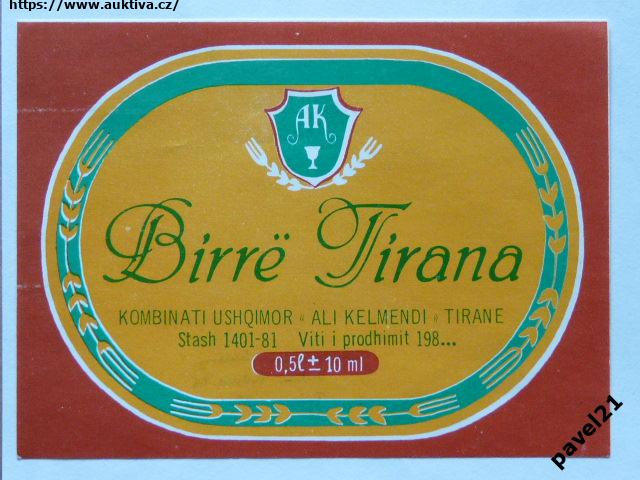 https://www.auktiva.cz/
AK
Birrë Tirana
KOMBINATI USHQIMOR « ALI KELMENDI » TIRANE
Stash 1401-81 Viti i prodhimit 198...
0,5ℓ ± 10 ml
pavel21